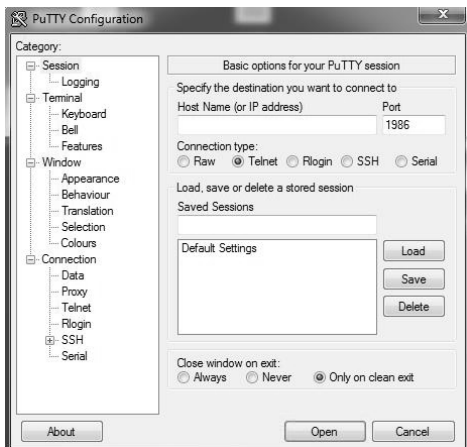 PuTTY Configuration
X
Category:
Session
Logging
Terminal
Keyboard
Bell
Features
Window
Appearance
Behaviour
Translation
Selection
Colours
Connection
Data
Proxy
Telnet
Rlogin
SSH
Serial
Basic options for your PuTTY session
Specify the destination you want to connect to
Host Name (or IP address) Port
1986
Connection type:
Raw Telnet Rlogin SSH Serial
Load, save or delete a stored session
Saved Sessions
Default Settings
Load
Save
Delete
Close window on exit:
Always Never Only on clean exit
About Open Cancel